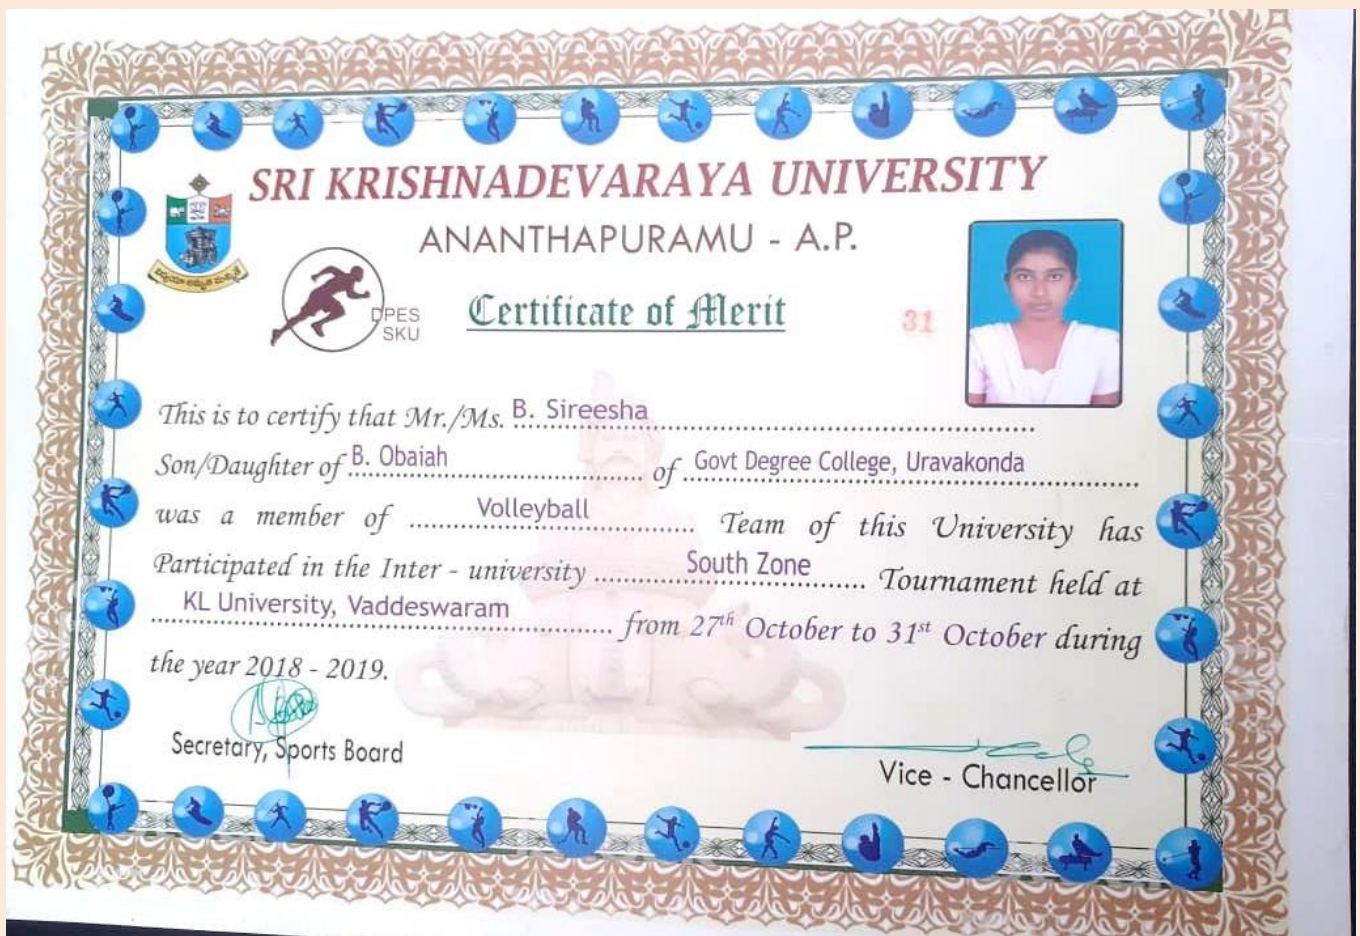 SRI KRISHNADEVARAYA UNIVERSITY
ANANTHAPURAMU - A.P.
DPES
SKU
Certificate of Merit
31
This is to certify that Mr./Ms. B. Sireesha
Son/Daughter of B. Obaiah of Govt Degree College, Uravakonda
was a member of Volleyball Team of this University has
Participated in the Inter - university South Zone Tournament held at
KL University, Vaddeswaram from 27th October to 31st October during
the year 2018 - 2019.
Secretary, Sports Board
Vice - Chancellor